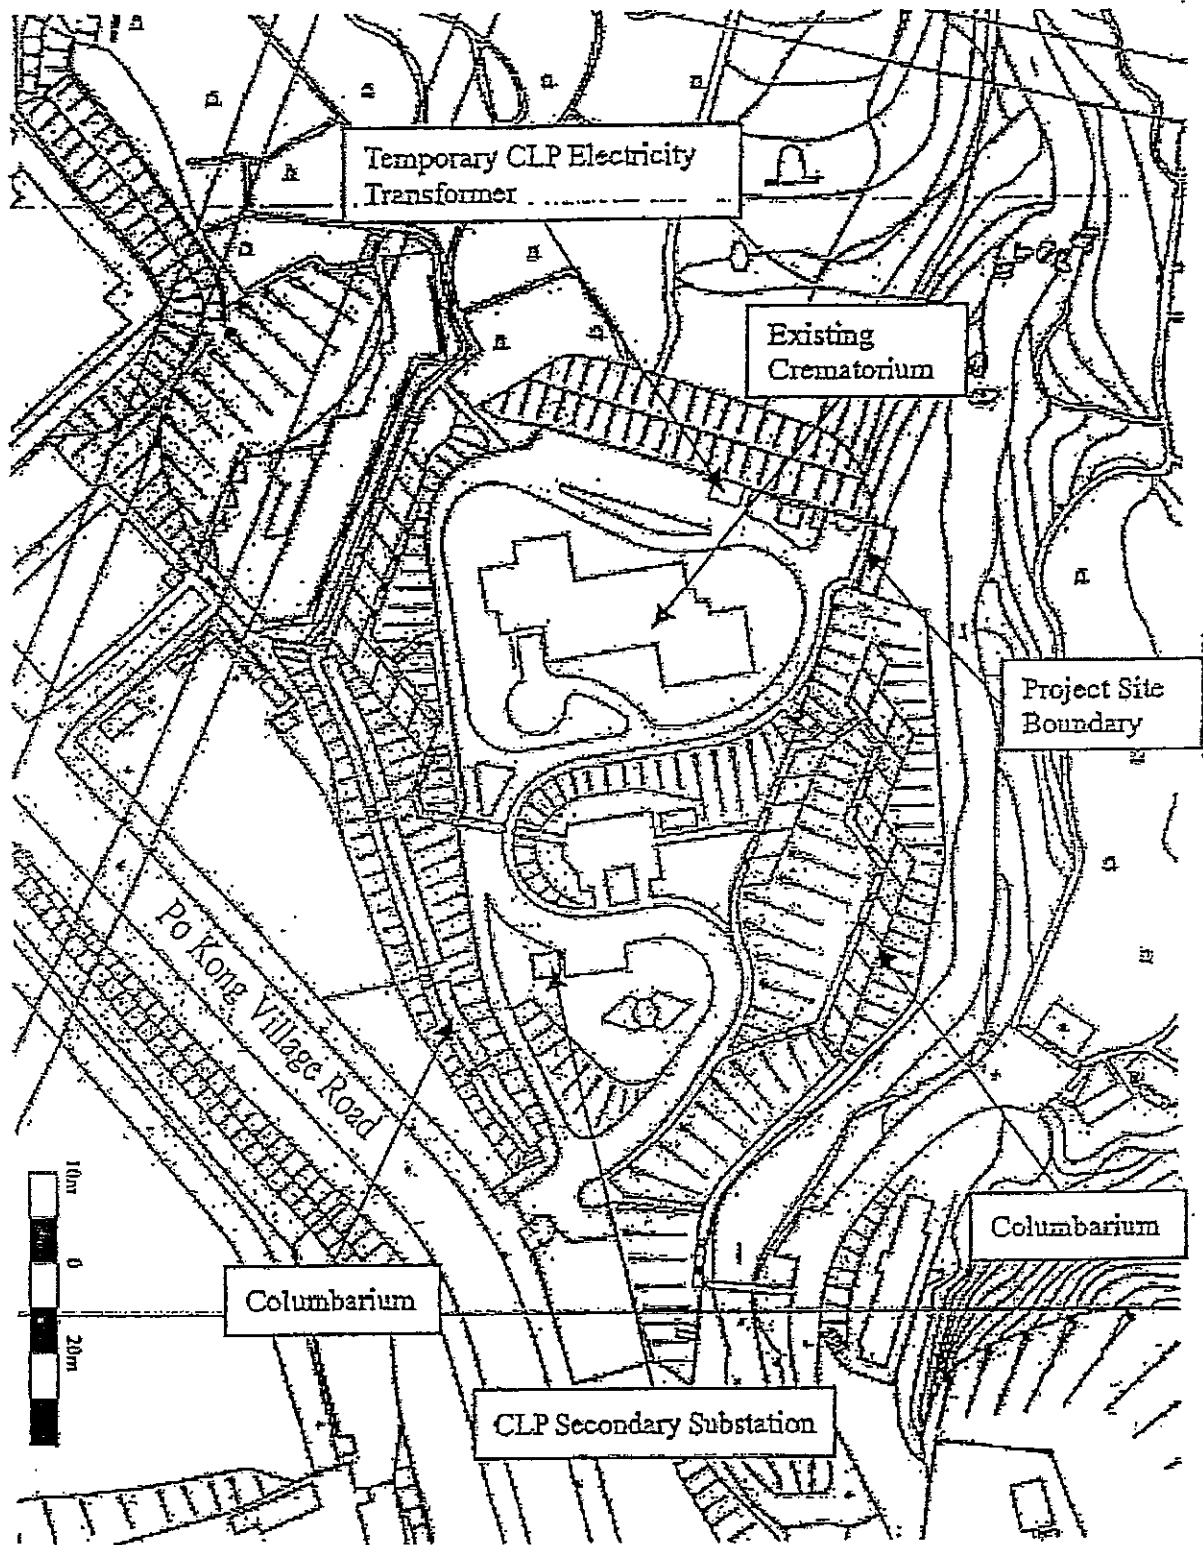 Temporary CLP Electricity
Transformer
Existing
Crematorium
Project Site
Boundary
Po Kong Village Road
Columbarium
Columbarium
10m
0
20m
CLP Secondary Substation